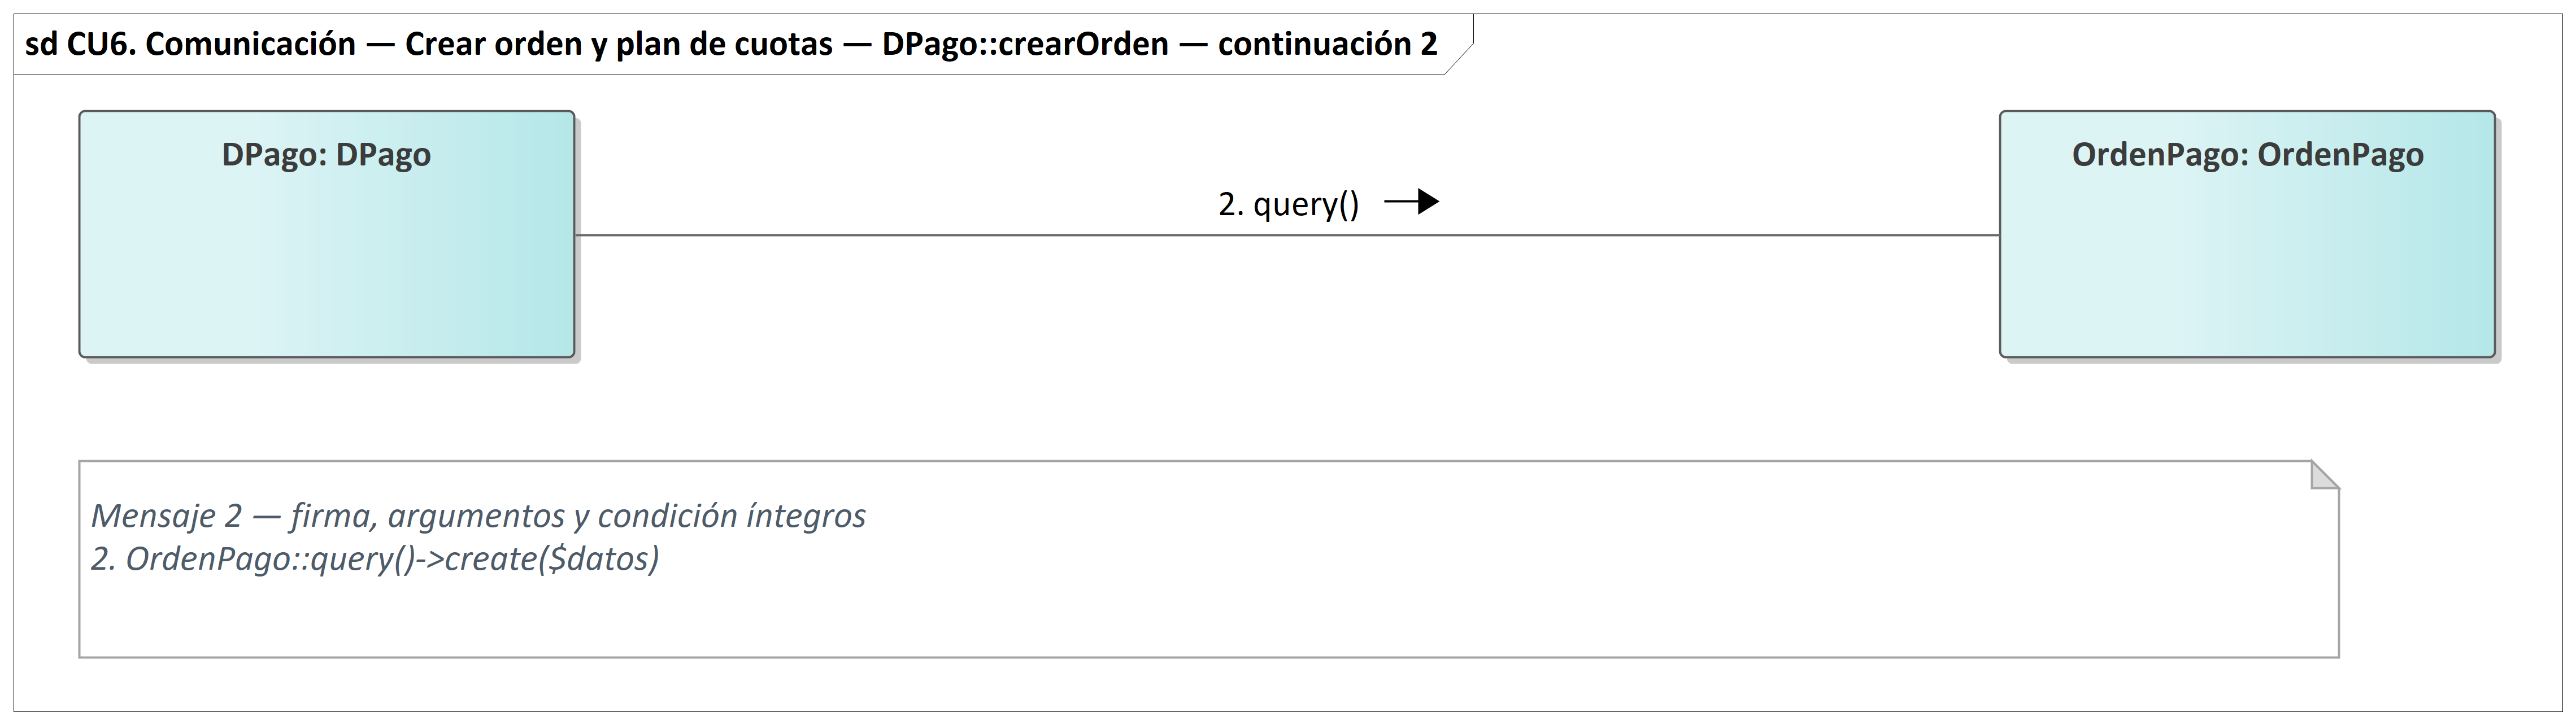 sd CU6. Comunicación — Crear orden y plan de cuotas — DPago::crearOrden — continuación 2
DPago: DPago
OrdenPago: OrdenPago
2. query()
Mensaje 2 — firma, argumentos y condición íntegros
2. OrdenPago::query()->create($datos)